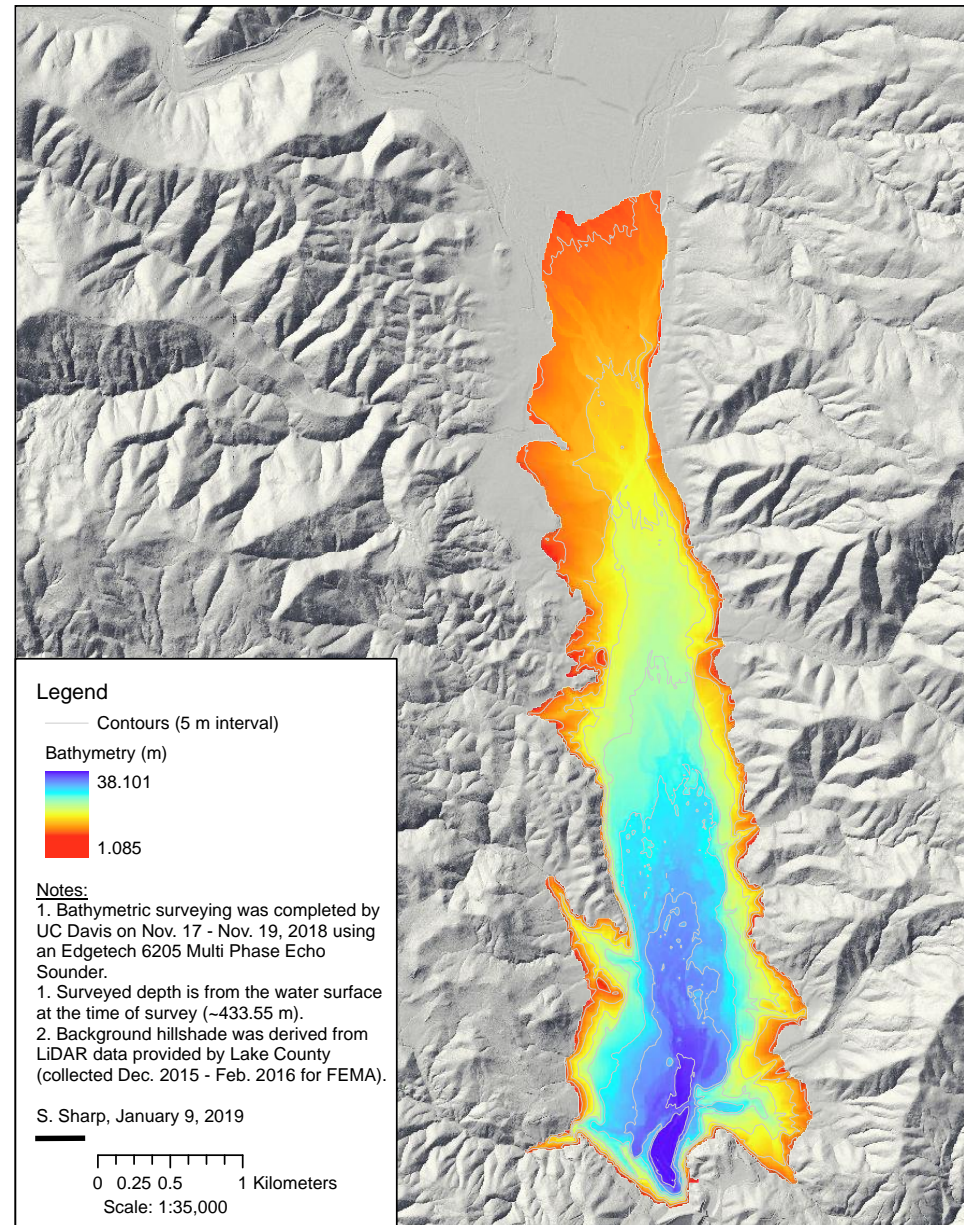 Legend
Contours (5 m interval)
Bathymetry (m)
38.101
1.085
Notes:
1. Bathymetric surveying was completed by
UC Davis on Nov. 17 - Nov. 19, 2018 using
an Edgetech 6205 Multi Phase Echo
Sounder.
1. Surveyed depth is from the water surface
at the time of survey (~433.55 m).
2. Background hillshade was derived from
LiDAR data provided by Lake County
(collected Dec. 2015 - Feb. 2016 for FEMA).
S. Sharp, January 9, 2019
0 0.25 0.5 1 Kilometers
Scale: 1:35,000